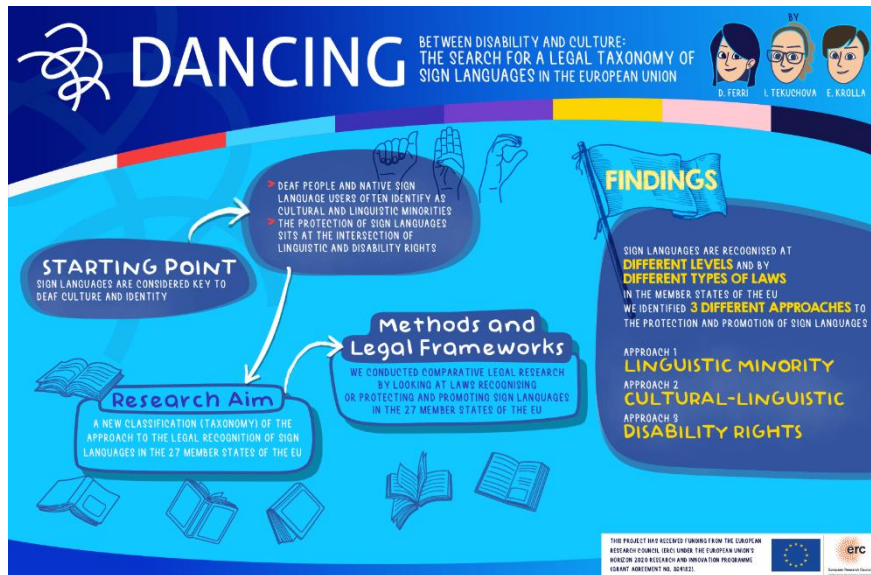 DANCING
BETWEEN DISABILITY AND CULTURE:
THE SEARCH FOR A LEGAL TAXONOMY OF
SIGN LANGUAGES IN THE EUROPEAN UNION
BY
D. FERRI
I. TEKUCHOVA
E. KROLLA
STARTING POINT
SIGN LANGUAGES ARE CONSIDERED KEY TO
DEAF CULTURE AND IDENTITY
> DEAF PEOPLE AND NATIVE SIGN
LANGUAGE USERS OFTEN IDENTIFY AS
CULTURAL AND LINGUISTIC MINORITIES
> THE PROTECTION OF SIGN LANGUAGES
SITS AT THE INTERSECTION OF
LINGUISTIC AND DISABILITY RIGHTS
Research Aim
A NEW CLASSIFICATION (TAXONOMY) OF THE
APPROACH TO THE LEGAL RECOGNITION OF SIGN
LANGUAGES IN THE 27 MEMBER STATES OF THE EU
Methods and
Legal Frameworks
WE CONDUCTED COMPARATIVE LEGAL RESEARCH
BY LOOKING AT LAWS RECOGNISING
OR PROTECTING AND PROMOTING SIGN LANGUAGES
IN THE 27 MEMBER STATES OF THE EU
FINDINGS
SIGN LANGUAGES ARE RECOGNISED AT
DIFFERENT LEVELS AND BY
DIFFERENT TYPES OF LAWS
IN THE MEMBER STATES OF THE EU
WE IDENTIFIED 3 DIFFERENT APPROACHES TO
THE PROTECTION AND PROMOTION OF SIGN LANGUAGES
APPROACH 1
LINGUISTIC MINORITY
APPROACH 2
CULTURAL-LINGUISTIC
APPROACH 3
DISABILITY RIGHTS
THIS PROJECT HAS RECEIVED FUNDING FROM THE EUROPEAN
RESEARCH COUNCIL (ERC) UNDER THE EUROPEAN UNION'S
HORIZON 2020 RESEARCH AND INNOVATION PROGRAMME
(GRANT AGREEMENT NO. 864182).
erc
European Research Council